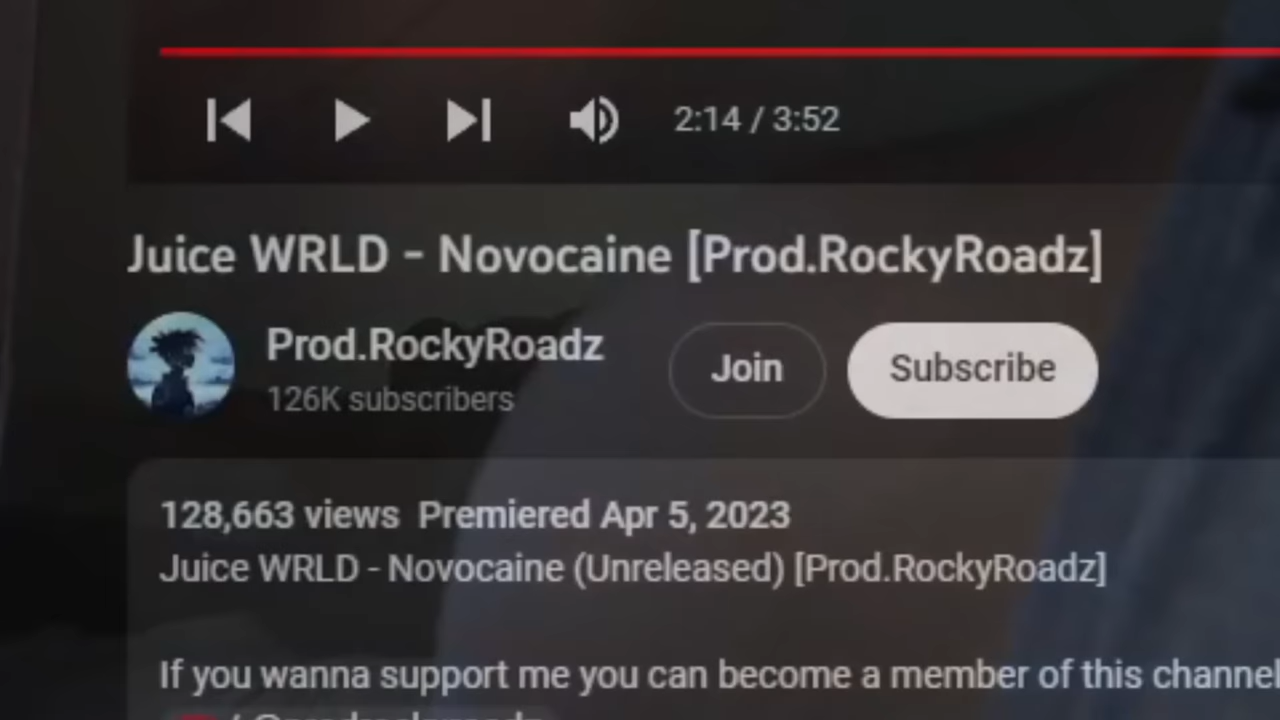 2:14 / 3:52
Juice WRLD - Novocaine [Prod.RockyRoadz]
Prod.RockyRoadz
126K subscribers
Join
Subscribe
128,663 views Premiered Apr 5, 2023
Juice WRLD - Novocaine (Unreleased) [Prod.RockyRoadz]
If you wanna support me you can become a member of this channel